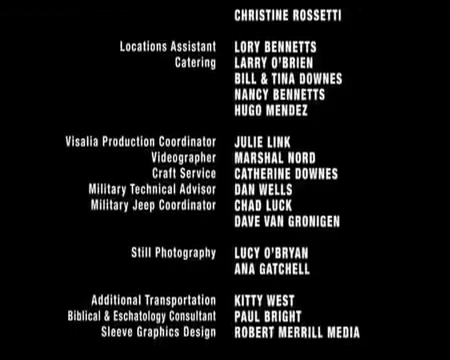 CHRISTINE ROSSETTI
Locations Assistant LORY BENNETTS
Catering LARRY O'BRIEN
BILL & TINA DOWNES
NANCY BENNETTS
HUGO MENDEZ
Visalia Production Coordinator JULIE LINK
Videographer MARSHAL NORD
Craft Service CATHERINE DOWNES
Military Technical Advisor DAN WELLS
Military Jeep Coordinator CHAD LUCK
DAVE VAN GRONIGEN
Still Photography LUCY O'BRYAN
ANA GATCHELL
Additional Transportation KITTY WEST
Biblical & Eschatology Consultant PAUL BRIGHT
Sleeve Graphics Design ROBERT MERRILL MEDIA